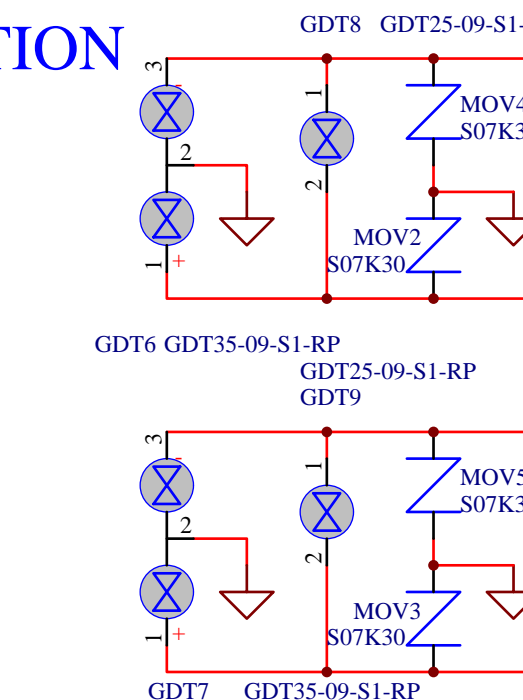 TION
GDT8 GDT25-09-S1-
3
-
1
MOV4
S07K3
2
2
MOV2
S07K30
1
+
GDT6 GDT35-09-S1-RP
GDT25-09-S1-RP
GDT9
3
-
1
MOV5
S07K3
2
2
MOV3
S07K30
1
+
GDT7 GDT35-09-S1-RP